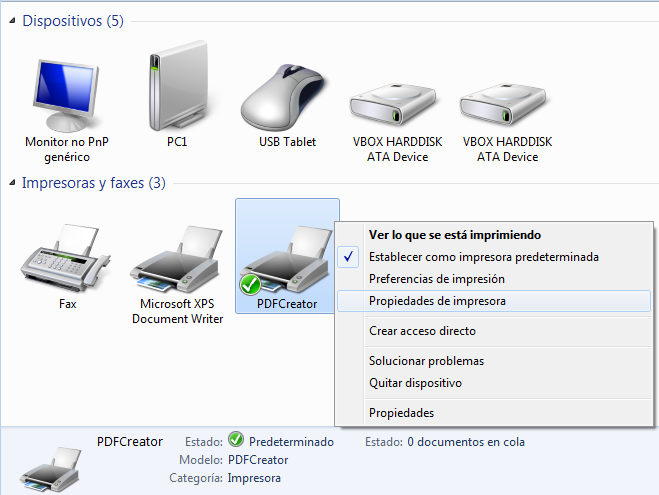 Dispositivos (5)
Monitor no PnP
genérico
PC1
USB Tablet
VBOX HARDDISK
ATA Device
VBOX HARDDISK
ATA Device
Impresoras y faxes (3)
Fax
Microsoft XPS
Document Writer
PDFCreator
Ver lo que se está imprimiendo
Establecer como impresora predeterminada
Preferencias de impresión
Propiedades de impresora
Crear acceso directo
Solucionar problemas
Quitar dispositivo
Propiedades
PDFCreator
Estado: Predeterminado
Estado: 0 documentos en cola
Modelo: PDFCreator
Categoría: Impresora